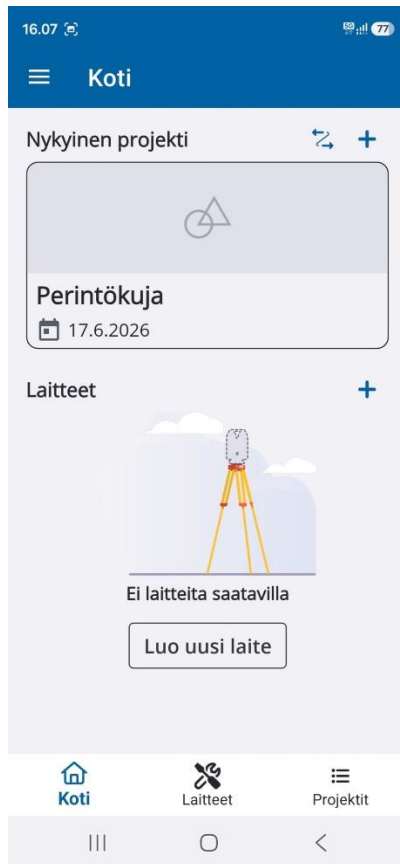 16.07 5G 77
Koti
Nykyinen projekti
Perintökuja
17.6.2026
Laitteet
Ei laitteita saatavilla
Luo uusi laite
Koti Laitteet Projektit